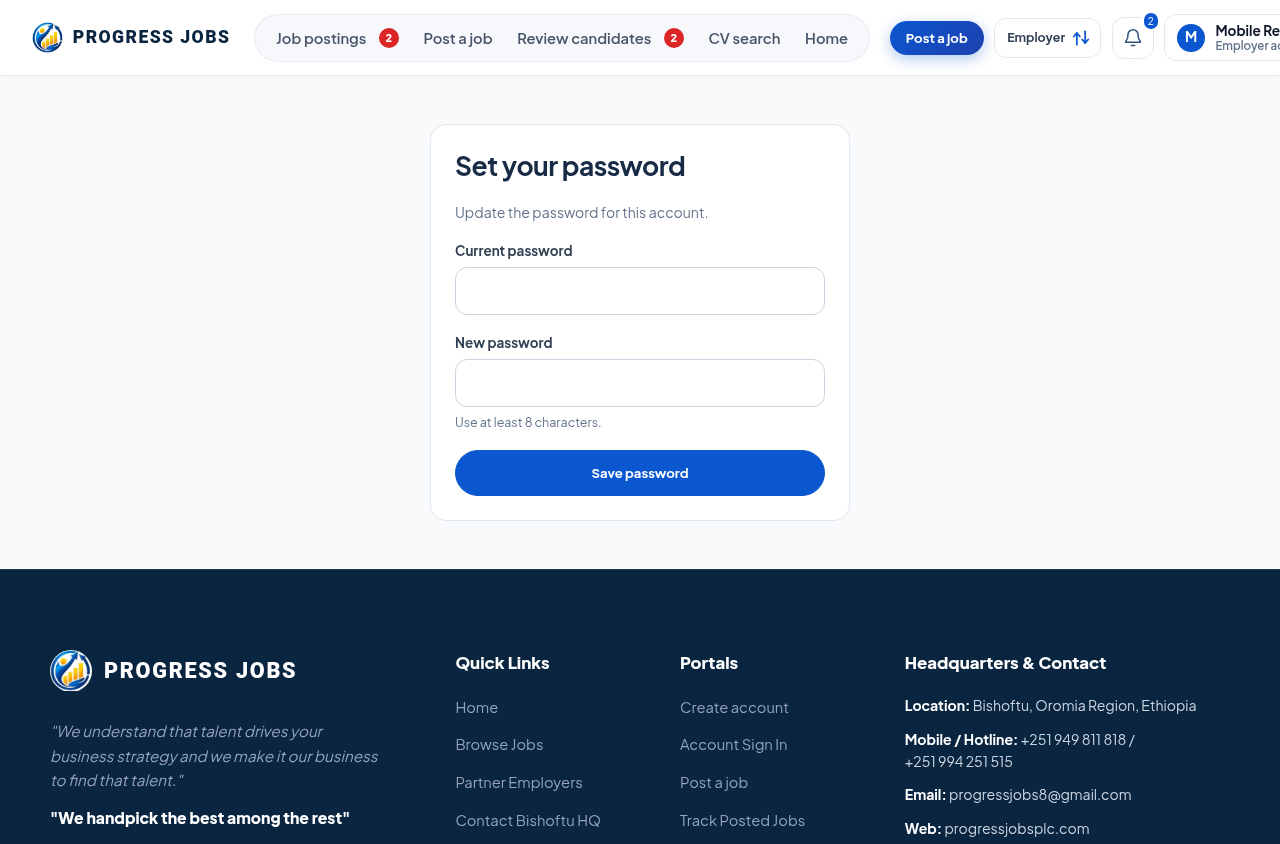 PROGRESS JOBS
Job postings 2 Post a job Review candidates 2 CV search Home
Post a job
Employer
2
M
Mobile Re
Employer ac
Set your password
Update the password for this account.
Current password
New password
Use at least 8 characters.
Save password
PROGRESS JOBS
"We understand that talent drives your
business strategy and we make it our business
to find that talent."
"We handpick the best among the rest"
Quick Links
Home
Browse Jobs
Partner Employers
Contact Bishoftu HQ
Portals
Create account
Account Sign In
Post a job
Track Posted Jobs
Headquarters & Contact
Location: Bishoftu, Oromia Region, Ethiopia
Mobile / Hotline: +251 949 811 818 /
+251 994 251 515
Email: progressjobs8@gmail.com
Web: progressjobsplc.com